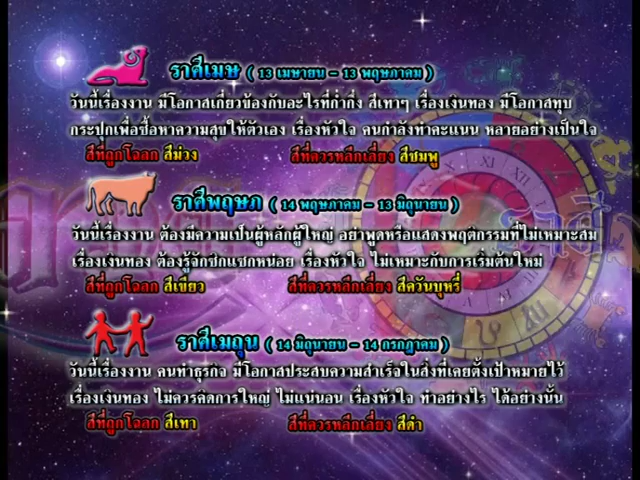 ราศีเมษ ( 13 เมษายน - 13 พฤษภาคม )
วันนี้เรื่องงาน มีโอกาสเกี่ยวข้องกับอะไรที่ก่ำกึ่ง สีเทาๆ เรื่องเงินทอง มีโอกาสทุบ
กระปุกเพื่อซื้อหาความสุขให้ตัวเอง เรื่องหัวใจ คนกำลังทำคะแนน หลายอย่างเป็นใจ
สีที่ถูกโฉลก สีม่วง สีที่ควรหลีกเลี่ยง สีชมพู
ราศีพฤษภ ( 14 พฤษภาคม - 13 มิถุนายน )
วันนี้เรื่องงาน ต้องมีความเป็นผู้หลักผู้ใหญ่ อย่าพูดหรือแสดงพฤติกรรมที่ไม่เหมาะสม
เรื่องเงินทอง ต้องรู้จักซิกแซกหน่อย เรื่องหัวใจ ไม่เหมาะกับการเริ่มต้นใหม่
สีที่ถูกโฉลก สีเขียว สีที่ควรหลีกเลี่ยง สีควันบุหรี่
ราศีเมถุน ( 14 มิถุนายน - 14 กรกฎาคม )
วันนี้เรื่องงาน คนทำธุรกิจ มีโอกาสประสบความสำเร็จในสิ่งที่เคยตั้งเป้าหมายไว้
เรื่องเงินทอง ไม่ควรคิดการใหญ่ ไม่แน่นอน เรื่องหัวใจ ทำอย่างไร ได้อย่างนั้น
สีที่ถูกโฉลก สีเทา สีที่ควรหลีกเลี่ยง สีดำ